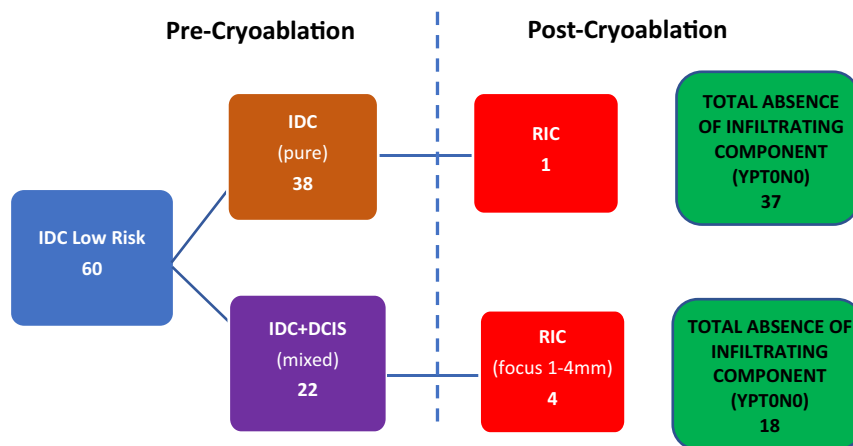 Pre-Cryoablation
Post-Cryoablation
IDC Low Risk
60
IDC
(pure)
38
RIC
1
TOTAL ABSENCE
OF INFILTRATING
COMPONENT
(YPT0N0)
37
IDC+DCIS
(mixed)
22
RIC
(focus 1-4mm)
4
TOTAL ABSENCE OF
INFILTRATING
COMPONENT
(YPT0N0)
18